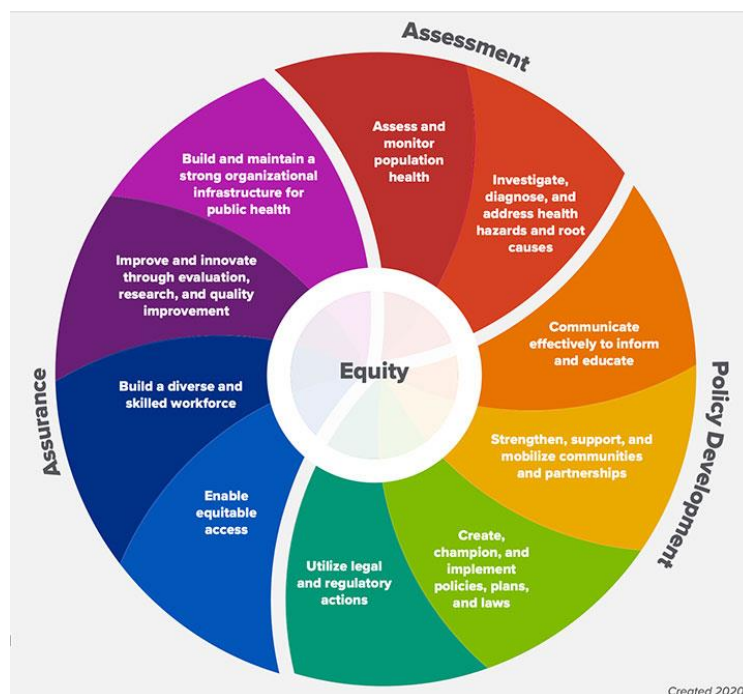 Assessment
Assess and
monitor
population
health
Investigate,
diagnose, and
address health
hazards and root
causes
Policy Development
Communicate
effectively to inform
and educate
Strengthen, support, and
mobilize communities
and partnerships
Create,
champion, and
implement
policies, plans,
and laws
Utilize legal
and regulatory
actions
Assurance
Enable
equitable
access
Build a diverse and
skilled workforce
Improve and innovate
through evaluation,
research, and quality
improvement
Build and maintain a
strong organizational
infrastructure for
public health
Equity
Created 2020